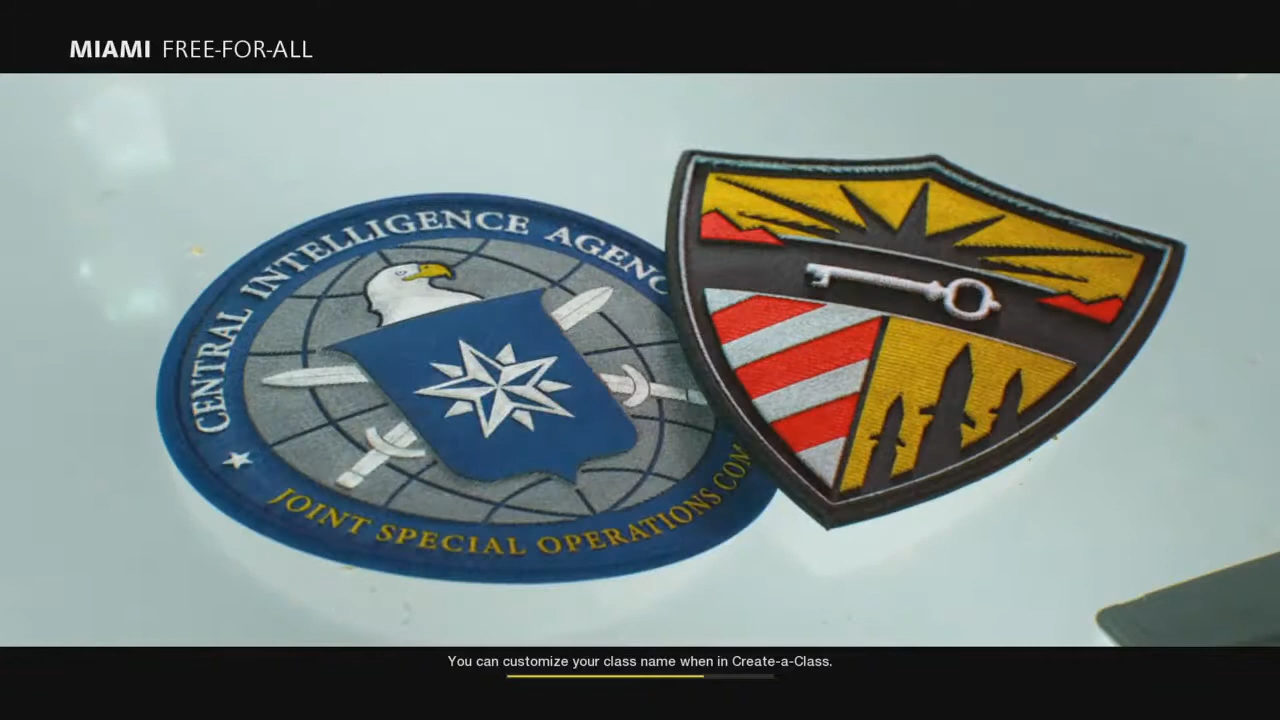 MIAMI FREE-FOR-ALL
CENTRAL INTELLIGENCE AGENC
JOINT SPECIAL OPERATIONS COM
You can customize your class name when in Create-a-Class.